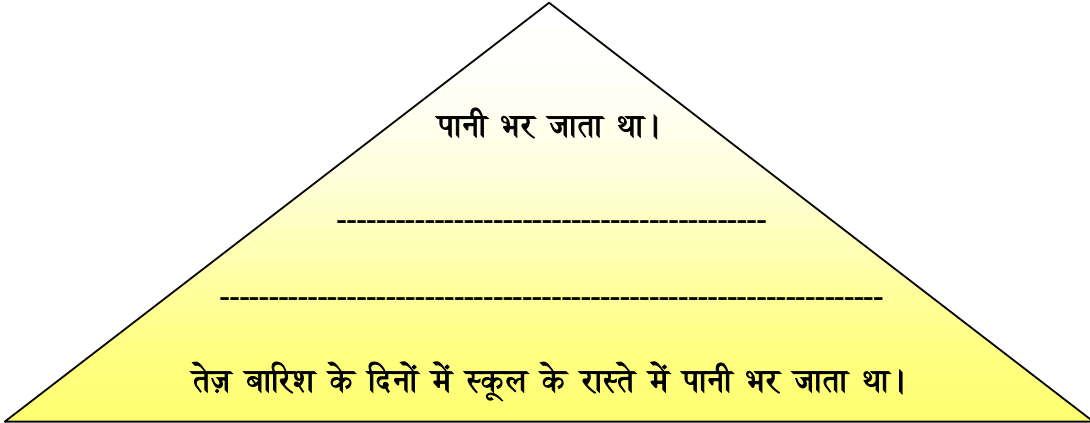 पानी भर जाता था।
-------------------------------------------
-------------------------------------------------------------------
तेज़ बारिश के दिनों में स्कूल के रास्ते में पानी भर जाता था।